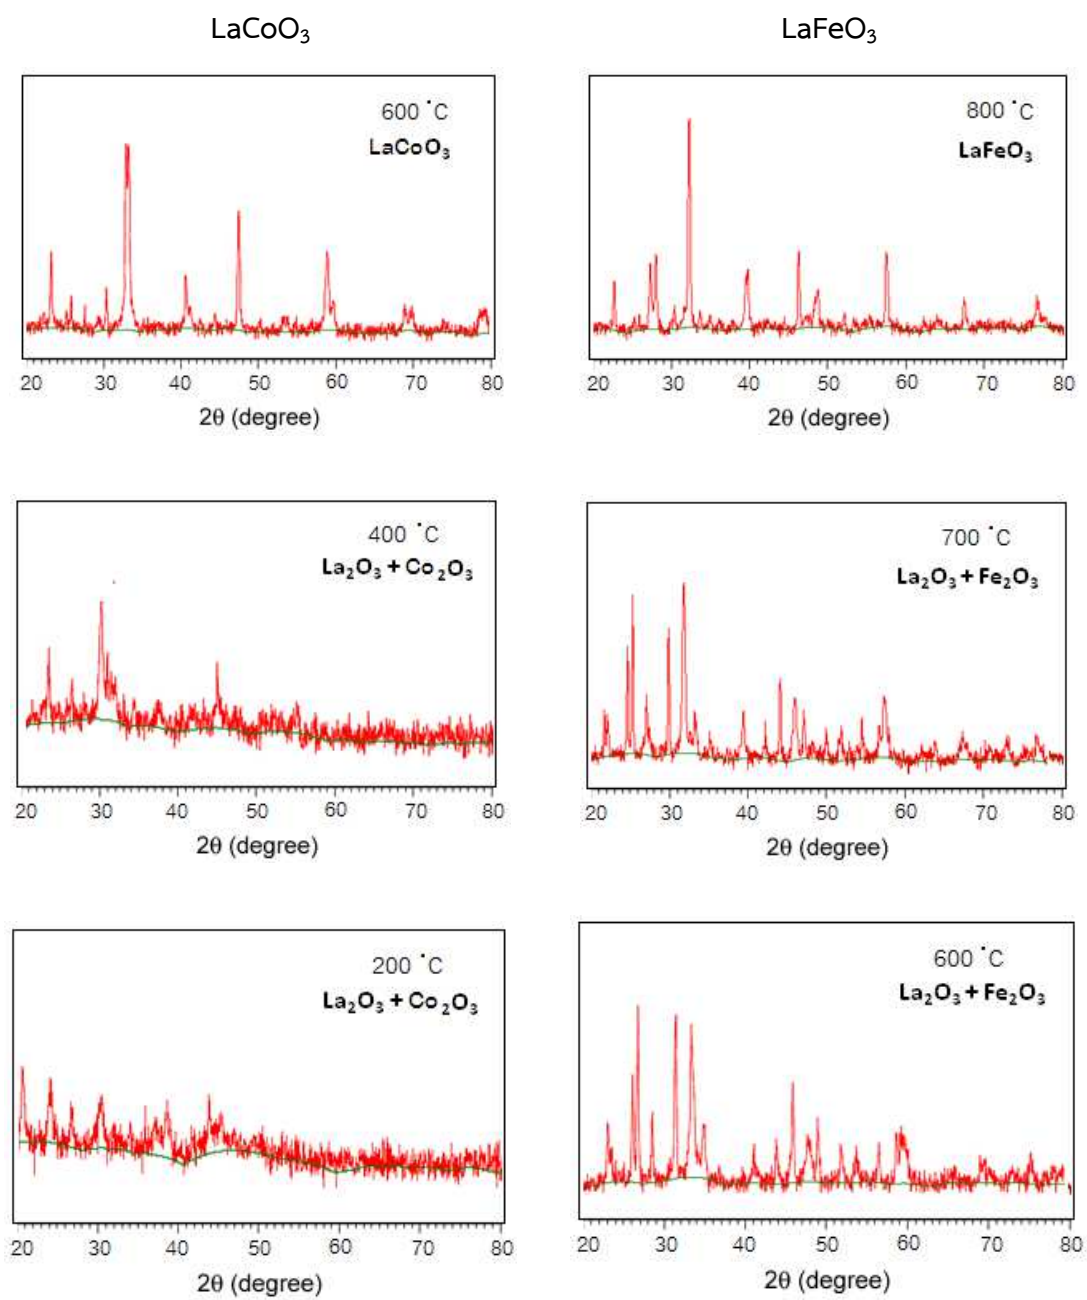 LaCoO₃ LaFeO₃
600 °C
LaCoO₃
20 30 40 50 60 70 80
2θ (degree)
800 °C
LaFeO₃
20 30 40 50 60 70 80
2θ (degree)
400 °C
La₂O₃ + Co₂O₃
20 30 40 50 60 70 80
2θ (degree)
700 °C
La₂O₃ + Fe₂O₃
20 30 40 50 60 70 80
2θ (degree)
200 °C
La₂O₃ + Co₂O₃
20 30 40 50 60 70 80
2θ (degree)
600 °C
La₂O₃ + Fe₂O₃
20 30 40 50 60 70 80
2θ (degree)